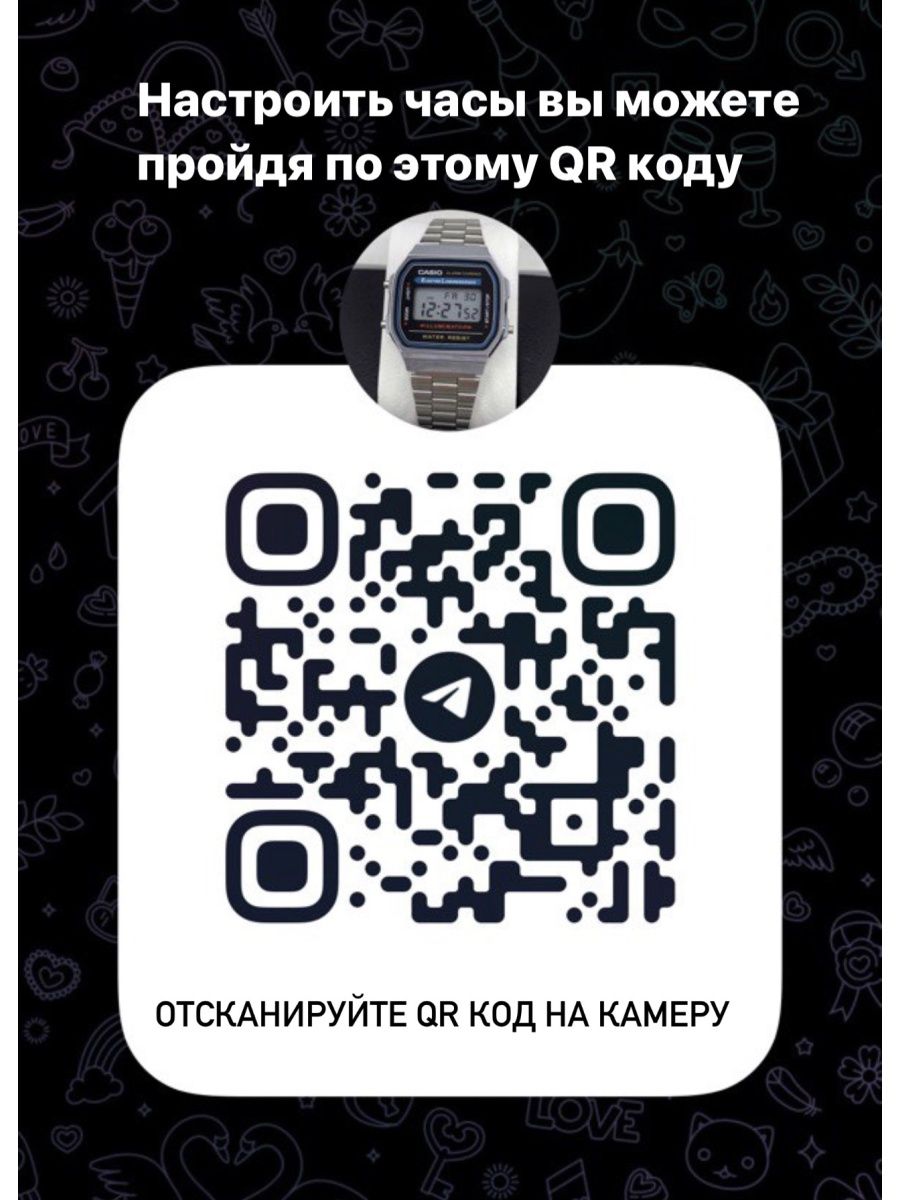 Настроить часы вы можете
пройдя по этому QR коду
CASIO
FR 30
12:27 52
ILLUMINATOR
WATER RESIST
LOVE
ОТСКАНИРУЙТЕ QR КОД НА КАМЕРУ
LOVE